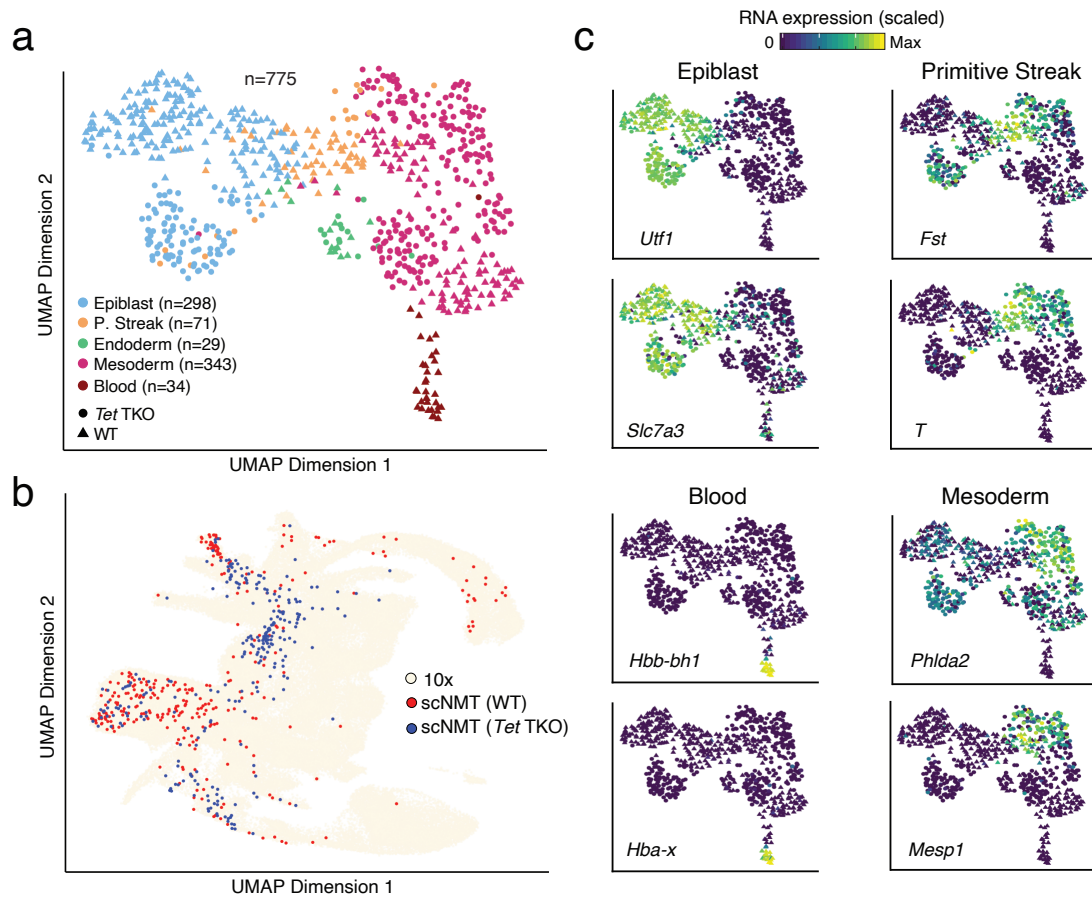 a
n=775
UMAP Dimension 2
Epiblast (n=298)
P. Streak (n=71)
Endoderm (n=29)
Mesoderm (n=343)
Blood (n=34)
Tet TKO
WT
UMAP Dimension 1
b
UMAP Dimension 2
10x
scNMT (WT)
scNMT (Tet TKO)
UMAP Dimension 1
c
RNA expression (scaled)
0 Max
Epiblast
Primitive Streak
Utf1
Fst
Slc7a3
T
Blood
Mesoderm
Hbb-bh1
Phlda2
Hba-x
Mesp1